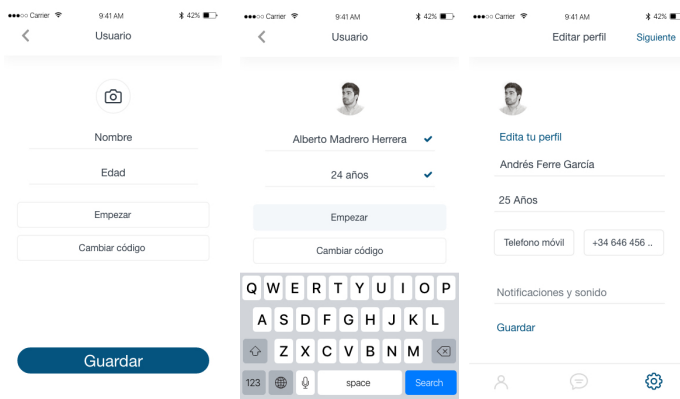 Carrier 9:41 AM 42%
Usuario
Nombre
Edad
Empezar
Cambiar código
Guardar
Carrier 9:41 AM 42%
Usuario
Alberto Madrero Herrera
24 años
Empezar
Cambiar código
Q W E R T Y U I O P
A S D F G H J K L
Z X C V B N M
123 space Search
Carrier 9:41 AM 42%
Editar perfil Siguiente
Edita tu perfil
Andrés Ferre García
25 Años
Telefono móvil +34 646 456 ..
Notificaciones y sonido
Guardar